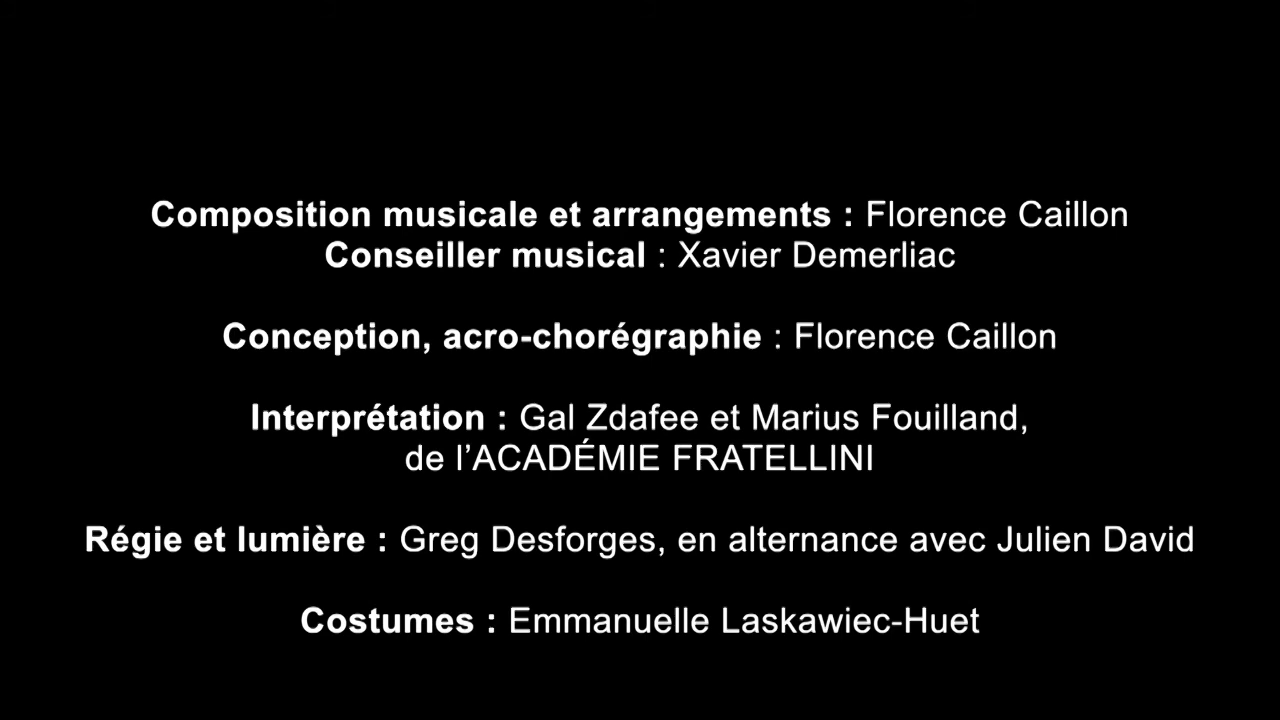 Composition musicale et arrangements : Florence Caillon
Conseiller musical : Xavier Demerliac
Conception, acro-chorégraphie : Florence Caillon
Interprétation : Gal Zdafee et Marius Fouilland,
de l’ACADÉMIE FRATELLINI
Régie et lumière : Greg Desforges, en alternance avec Julien David
Costumes : Emmanuelle Laskawiec-Huet